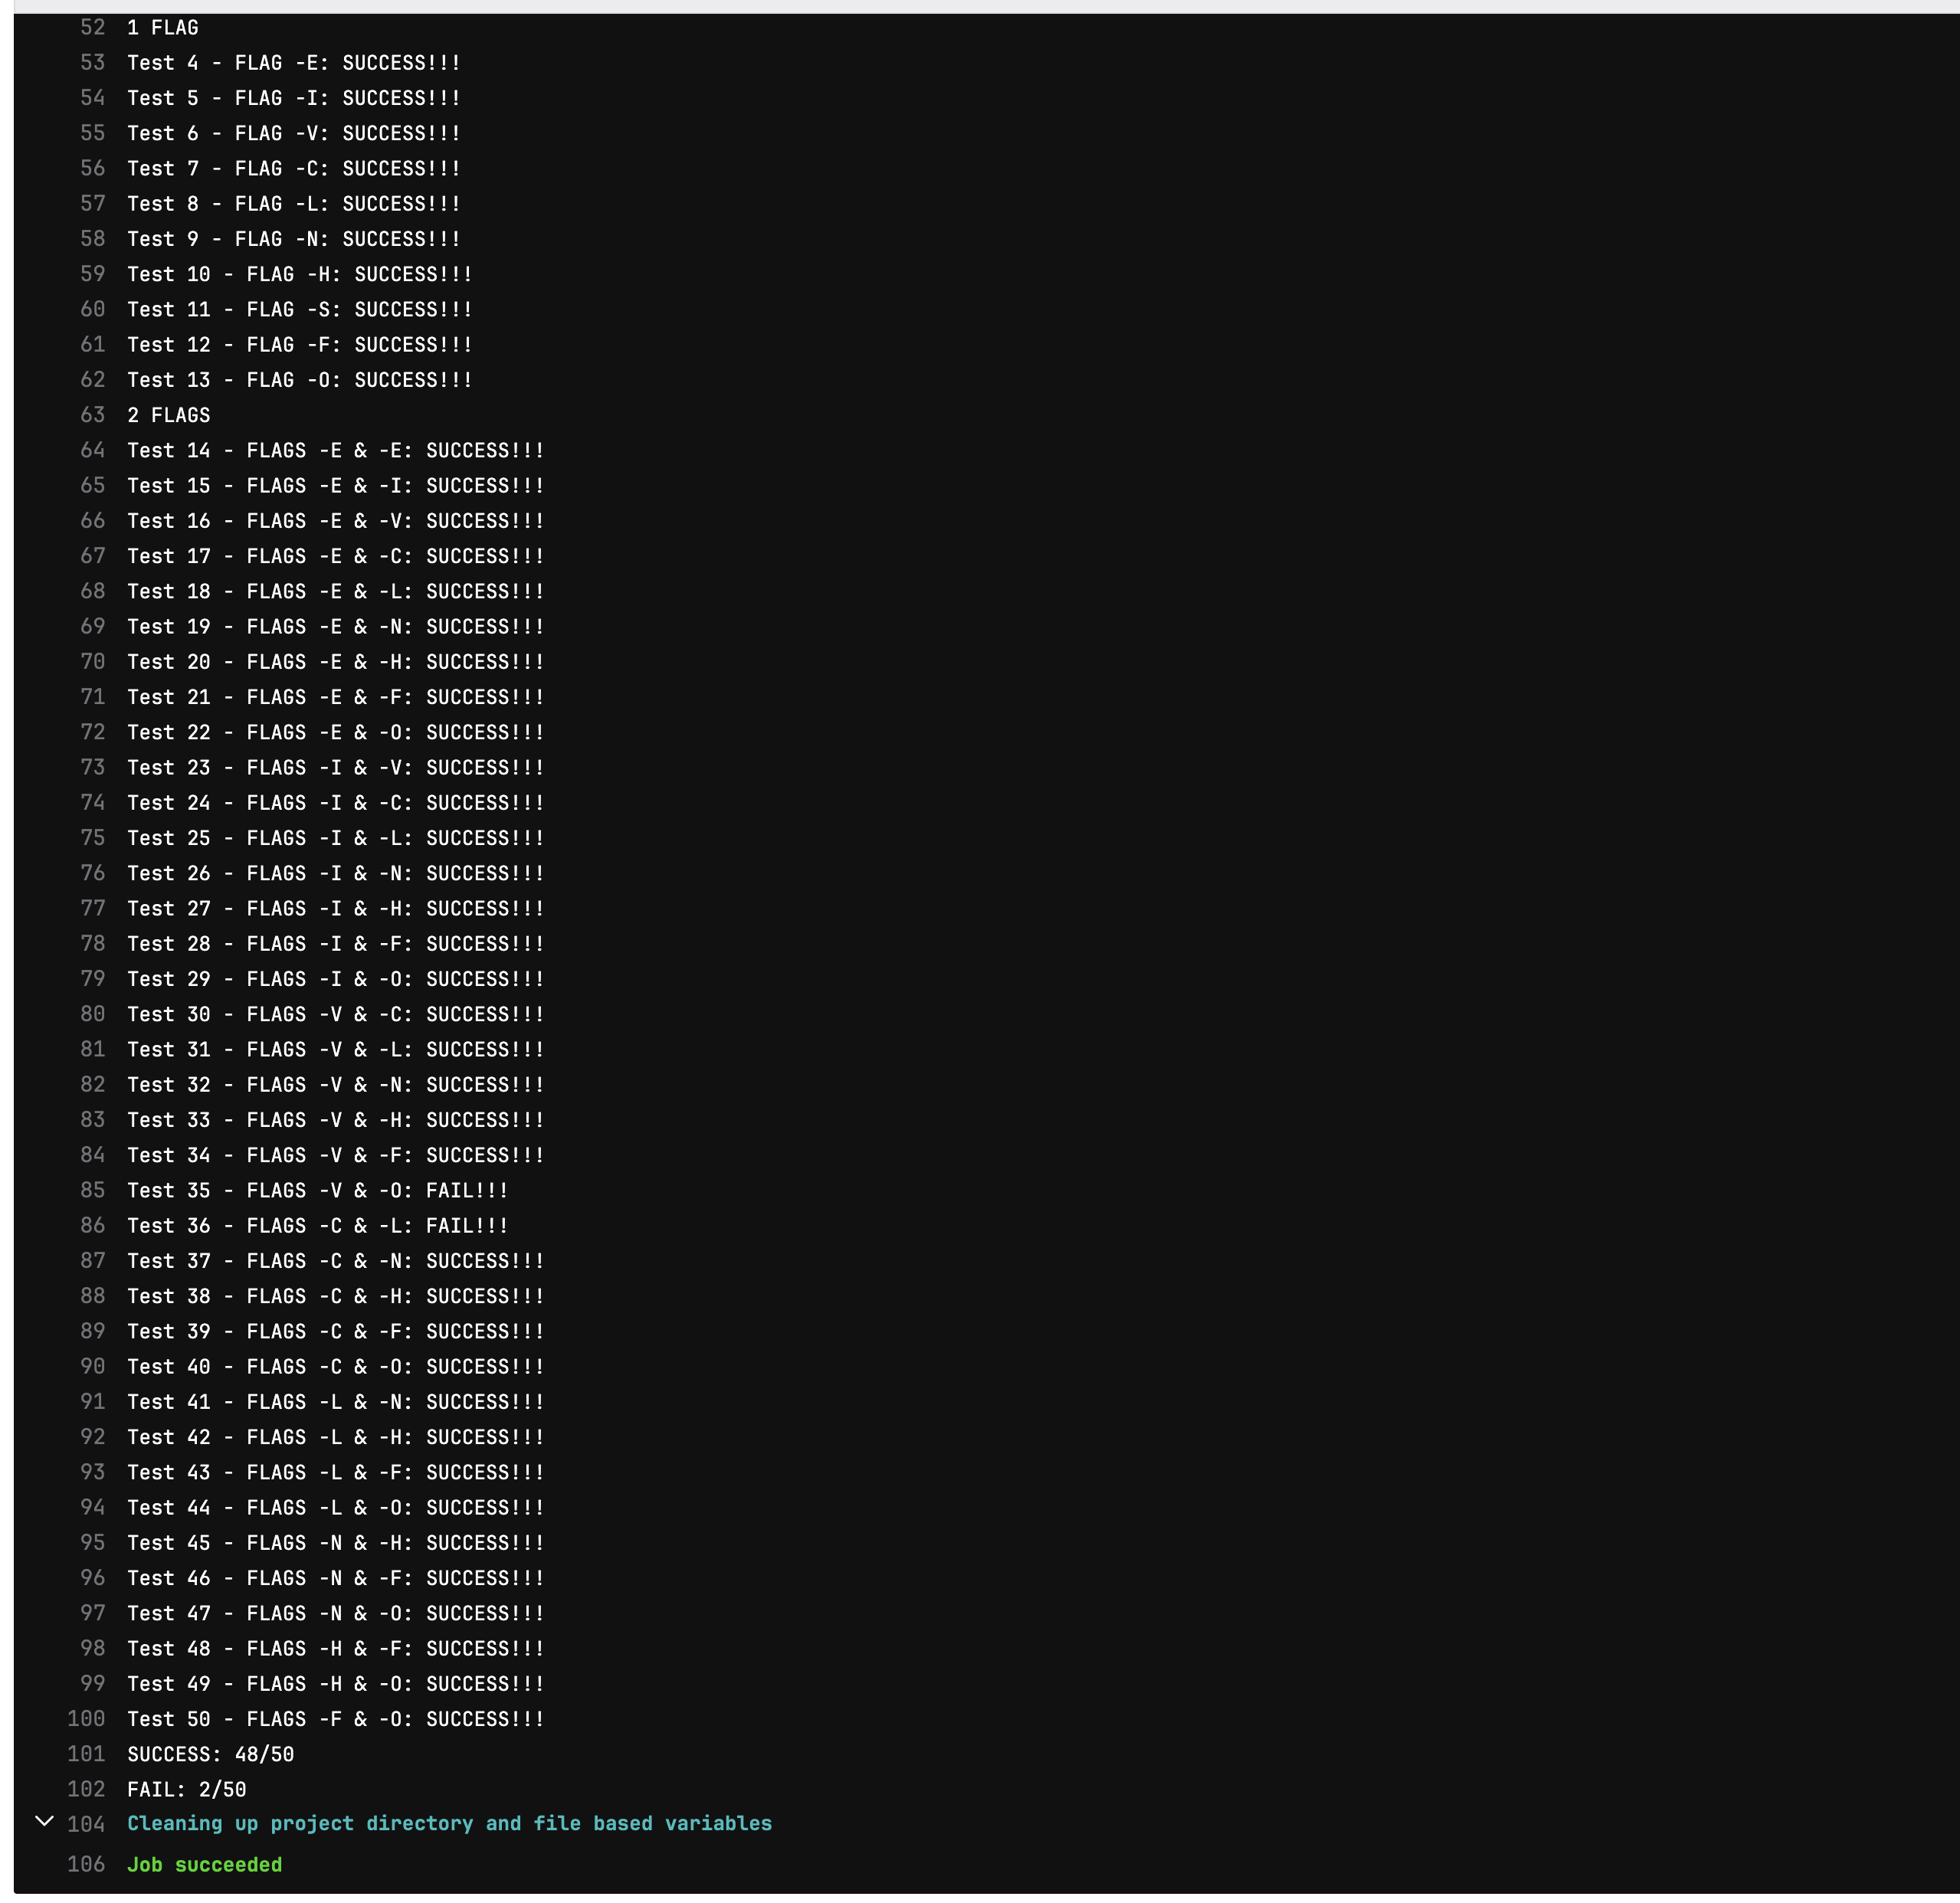 52 1 FLAG
53 Test 4 - FLAG -E: SUCCESS!!!
54 Test 5 - FLAG -I: SUCCESS!!!
55 Test 6 - FLAG -V: SUCCESS!!!
56 Test 7 - FLAG -C: SUCCESS!!!
57 Test 8 - FLAG -L: SUCCESS!!!
58 Test 9 - FLAG -N: SUCCESS!!!
59 Test 10 - FLAG -H: SUCCESS!!!
60 Test 11 - FLAG -S: SUCCESS!!!
61 Test 12 - FLAG -F: SUCCESS!!!
62 Test 13 - FLAG -O: SUCCESS!!!
63 2 FLAGS
64 Test 14 - FLAGS -E & -E: SUCCESS!!!
65 Test 15 - FLAGS -E & -I: SUCCESS!!!
66 Test 16 - FLAGS -E & -V: SUCCESS!!!
67 Test 17 - FLAGS -E & -C: SUCCESS!!!
68 Test 18 - FLAGS -E & -L: SUCCESS!!!
69 Test 19 - FLAGS -E & -N: SUCCESS!!!
70 Test 20 - FLAGS -E & -H: SUCCESS!!!
71 Test 21 - FLAGS -E & -F: SUCCESS!!!
72 Test 22 - FLAGS -E & -O: SUCCESS!!!
73 Test 23 - FLAGS -I & -V: SUCCESS!!!
74 Test 24 - FLAGS -I & -C: SUCCESS!!!
75 Test 25 - FLAGS -I & -L: SUCCESS!!!
76 Test 26 - FLAGS -I & -N: SUCCESS!!!
77 Test 27 - FLAGS -I & -H: SUCCESS!!!
78 Test 28 - FLAGS -I & -F: SUCCESS!!!
79 Test 29 - FLAGS -I & -O: SUCCESS!!!
80 Test 30 - FLAGS -V & -C: SUCCESS!!!
81 Test 31 - FLAGS -V & -L: SUCCESS!!!
82 Test 32 - FLAGS -V & -N: SUCCESS!!!
83 Test 33 - FLAGS -V & -H: SUCCESS!!!
84 Test 34 - FLAGS -V & -F: SUCCESS!!!
85 Test 35 - FLAGS -V & -O: FAIL!!!
86 Test 36 - FLAGS -C & -L: FAIL!!!
87 Test 37 - FLAGS -C & -N: SUCCESS!!!
88 Test 38 - FLAGS -C & -H: SUCCESS!!!
89 Test 39 - FLAGS -C & -F: SUCCESS!!!
90 Test 40 - FLAGS -C & -O: SUCCESS!!!
91 Test 41 - FLAGS -L & -N: SUCCESS!!!
92 Test 42 - FLAGS -L & -H: SUCCESS!!!
93 Test 43 - FLAGS -L & -F: SUCCESS!!!
94 Test 44 - FLAGS -L & -O: SUCCESS!!!
95 Test 45 - FLAGS -N & -H: SUCCESS!!!
96 Test 46 - FLAGS -N & -F: SUCCESS!!!
97 Test 47 - FLAGS -N & -O: SUCCESS!!!
98 Test 48 - FLAGS -H & -F: SUCCESS!!!
99 Test 49 - FLAGS -H & -O: SUCCESS!!!
100 Test 50 - FLAGS -F & -O: SUCCESS!!!
101 SUCCESS: 48/50
102 FAIL: 2/50
104 Cleaning up project directory and file based variables
106 Job succeeded